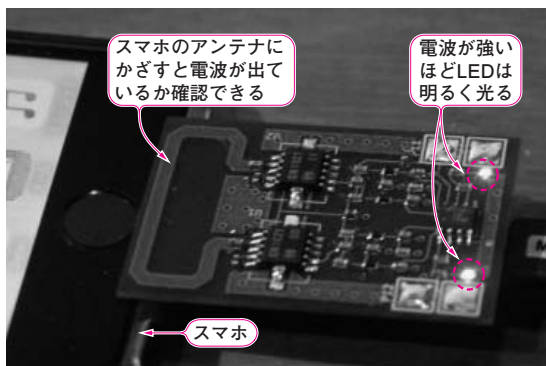 スマホのアンテナに
かざすと電波が出て
いるか確認できる
電波が強い
ほどLEDは
明るく光る
スマホ